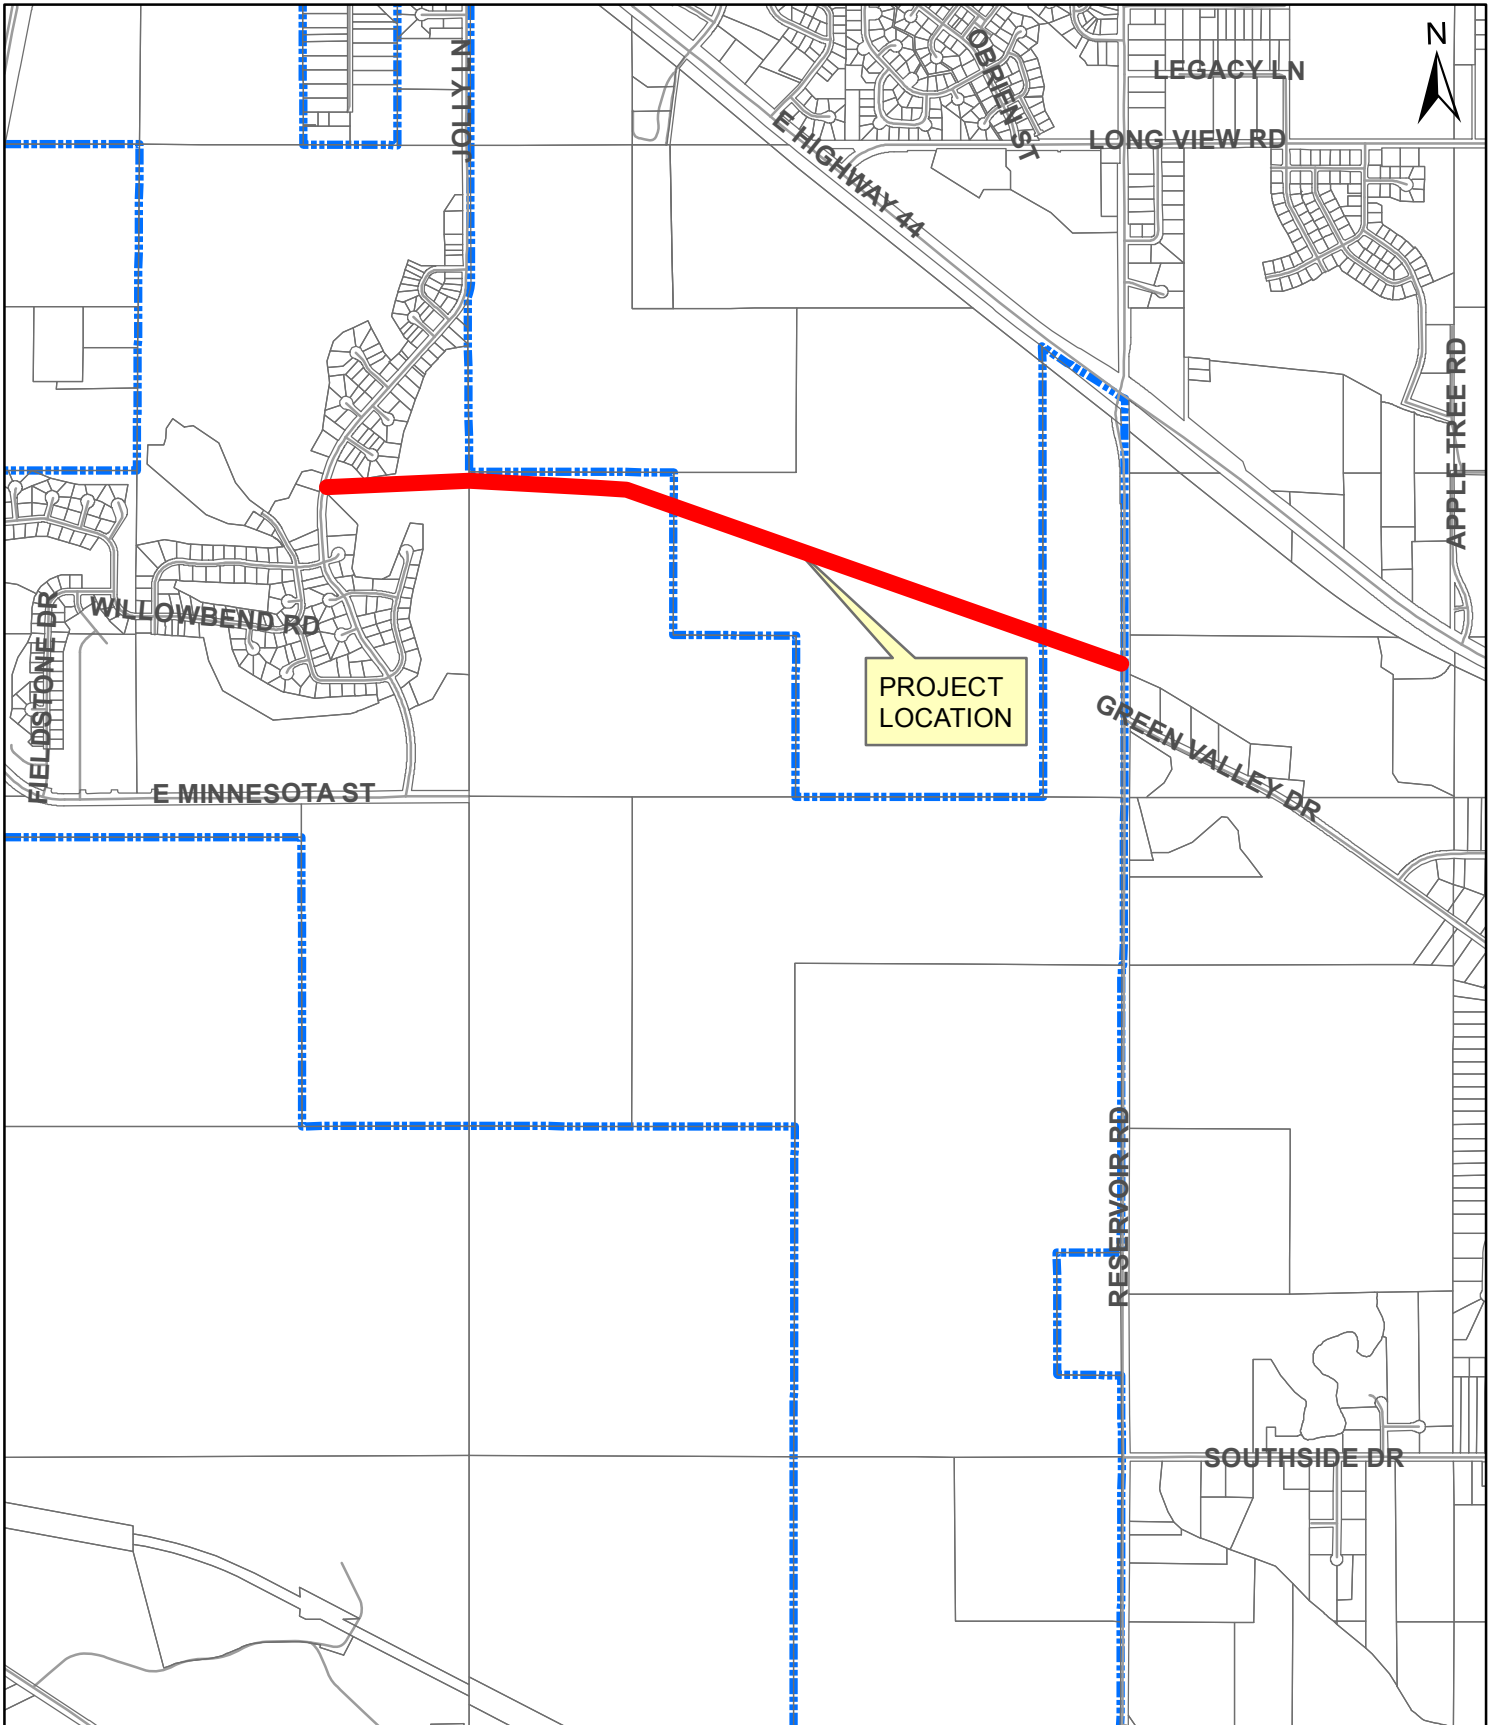 N
JOLLY LN
OBRIEN ST
LEGACY LN
E HIGHWAY 44
LONG VIEW RD
APPLE TREE RD
WILLOWBEND RD
FIELDSTONE DR
PROJECT
LOCATION
GREEN VALLEY DR
E MINNESOTA ST
RESERVOIR RD
SOUTHSIDE DR